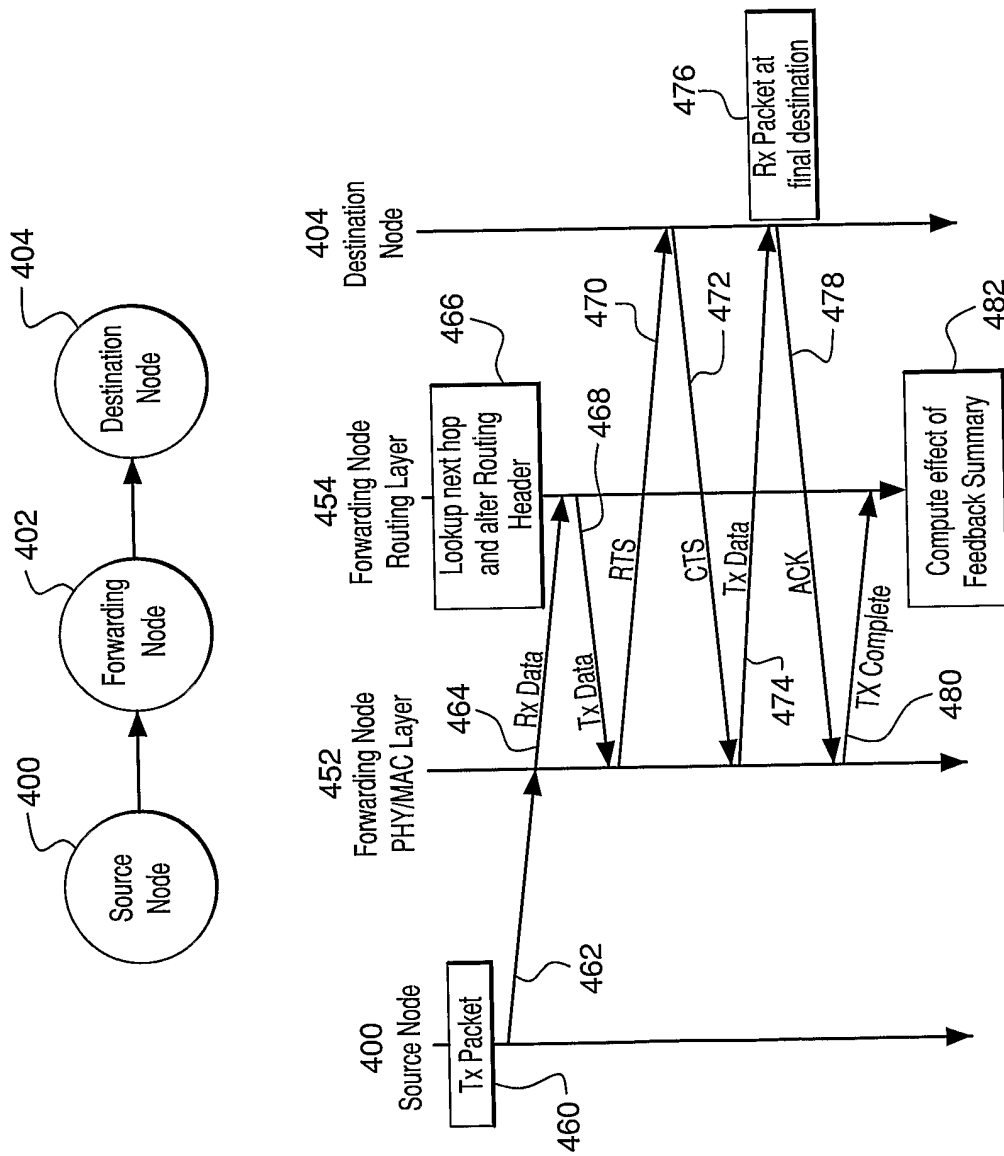 400
402
404
Source
Node
Forwarding
Node
Destination
Node
400
Source Node
452
Forwarding Node
PHY/MAC Layer
454
Forwarding Node
Routing Layer
404
Destination
Node
460
Tx Packet
462
464
Rx Data
466
Lookup next hop
and alter Routing
Header
Tx Data
468
RTS
470
CTS
472
Tx Data
474
476
Rx Packet at
final destination
ACK
478
TX Complete
480
482
Compute effect of
Feedback Summary